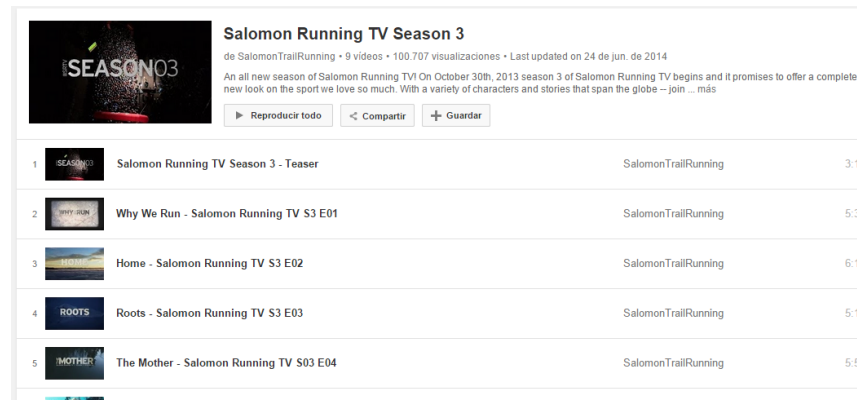 SEASON03
Salomon Running TV Season 3
de SalomonTrailRunning • 9 vídeos • 100.707 visualizaciones • Last updated on 24 de jun. de 2014
An all new season of Salomon Running TV! On October 30th, 2013 season 3 of Salomon Running TV begins and it promises to offer a complete
new look on the sport we love so much. With a variety of characters and stories that span the globe -- join ... más
Reproducir todo
Compartir
Guardar
1 SEASON03 Salomon Running TV Season 3 - Teaser SalomonTrailRunning
2 WHY WE RUN Why We Run - Salomon Running TV S3 E01 SalomonTrailRunning
3 HOME Home - Salomon Running TV S3 E02 SalomonTrailRunning
4 ROOTS Roots - Salomon Running TV S3 E03 SalomonTrailRunning
5 MOTHER The Mother - Salomon Running TV S03 E04 SalomonTrailRunning